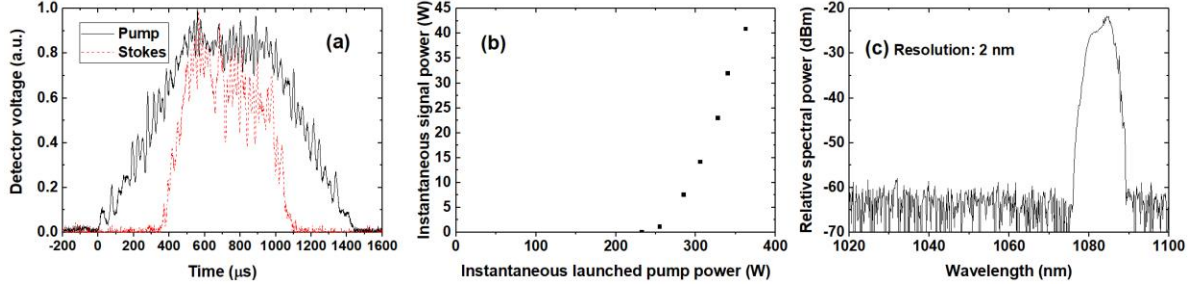 Detector voltage (a.u.)
1.0
0.8
0.6
0.4
0.2
0.0
Pump
Stokes
(a)
-200 0 200 400 600 800 1000 1200 1400 1600
Time (μs)
Instantaneous signal power (W)
45
40
35
30
25
20
15
10
5
0
(b)
0 100 200 300 400
Instantaneous launched pump power (W)
Relative spectral power (dBm)
-20
-30
-40
-50
-60
-70
(c) Resolution: 2 nm
1020 1040 1060 1080 1100
Wavelength (nm)